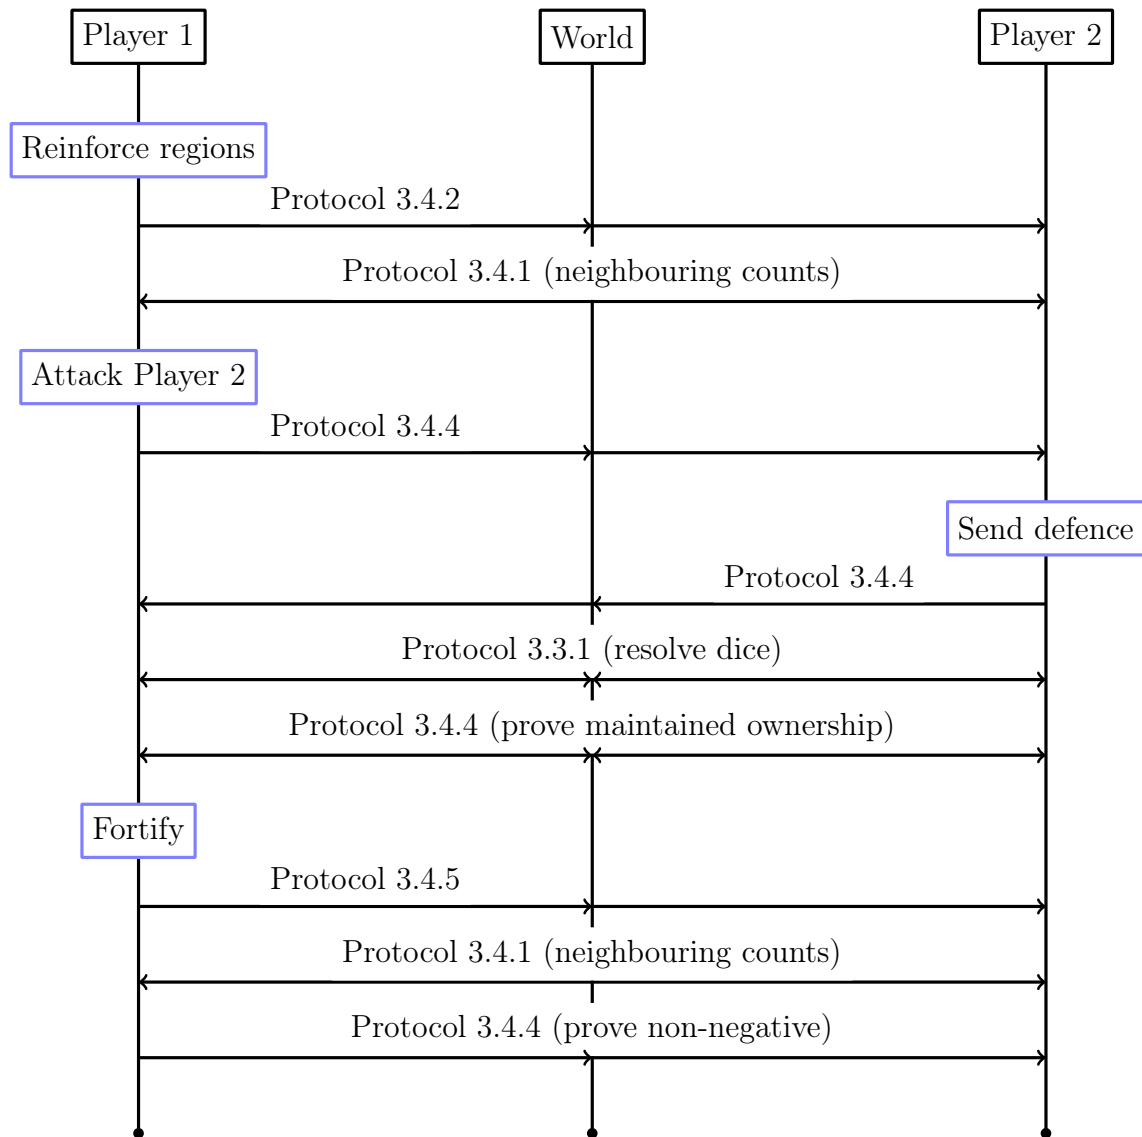 Player 1
World
Player 2
Reinforce regions
Protocol 3.4.2
Protocol 3.4.1 (neighbouring counts)
Attack Player 2
Protocol 3.4.4
Send defence
Protocol 3.4.4
Protocol 3.3.1 (resolve dice)
Protocol 3.4.4 (prove maintained ownership)
Fortify
Protocol 3.4.5
Protocol 3.4.1 (neighbouring counts)
Protocol 3.4.4 (prove non-negative)